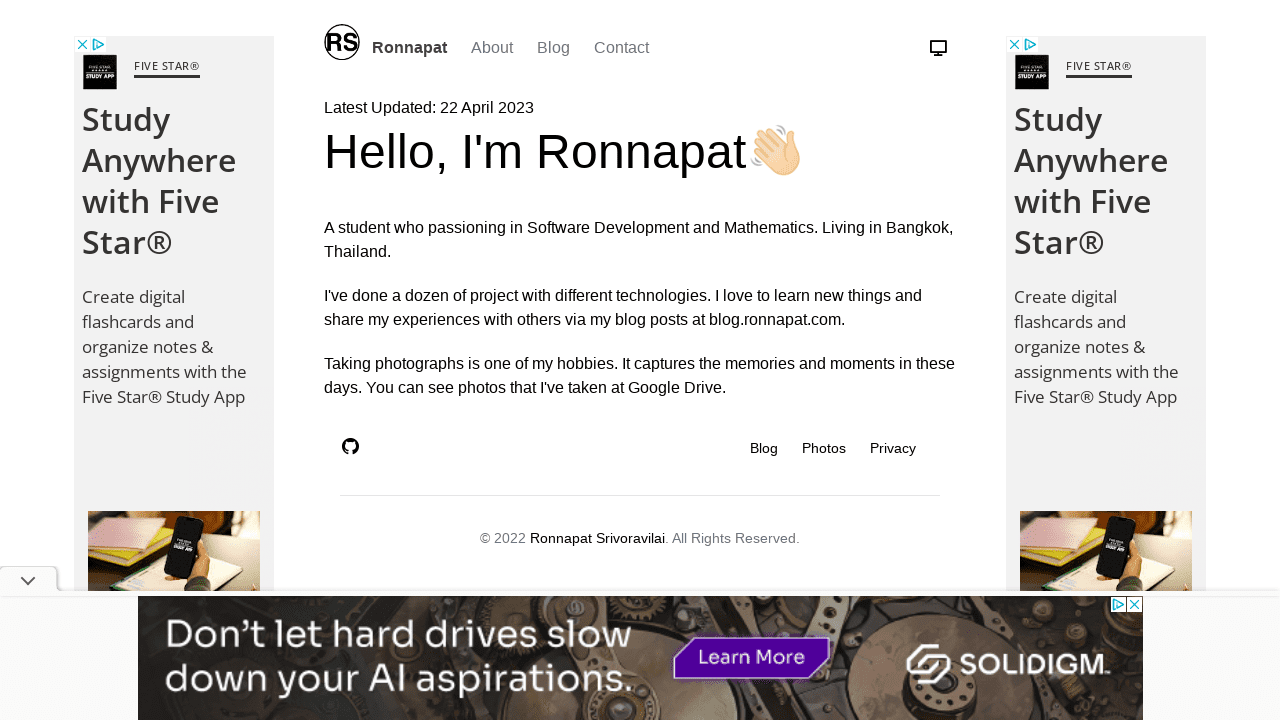 RS
Ronnapat
About
Blog
Contact
FIVE STAR®
Study
Anywhere
with Five
Star®
Create digital
flashcards and
organize notes &
assignments with the
Five Star® Study App
Latest Updated: 22 April 2023
Hello, I'm Ronnapat
A student who passioning in Software Development and Mathematics. Living in Bangkok,
Thailand.
I've done a dozen of project with different technologies. I love to learn new things and
share my experiences with others via my blog posts at blog.ronnapat.com.
Taking photographs is one of my hobbies. It captures the memories and moments in these
days. You can see photos that I've taken at Google Drive.
Blog
Photos
Privacy
© 2022 Ronnapat Srivoravilai. All Rights Reserved.
FIVE STAR®
Study
Anywhere
with Five
Star®
Create digital
flashcards and
organize notes &
assignments with the
Five Star® Study App
Don't let hard drives slow
down your AI aspirations.
Learn More
SOLIDIGM